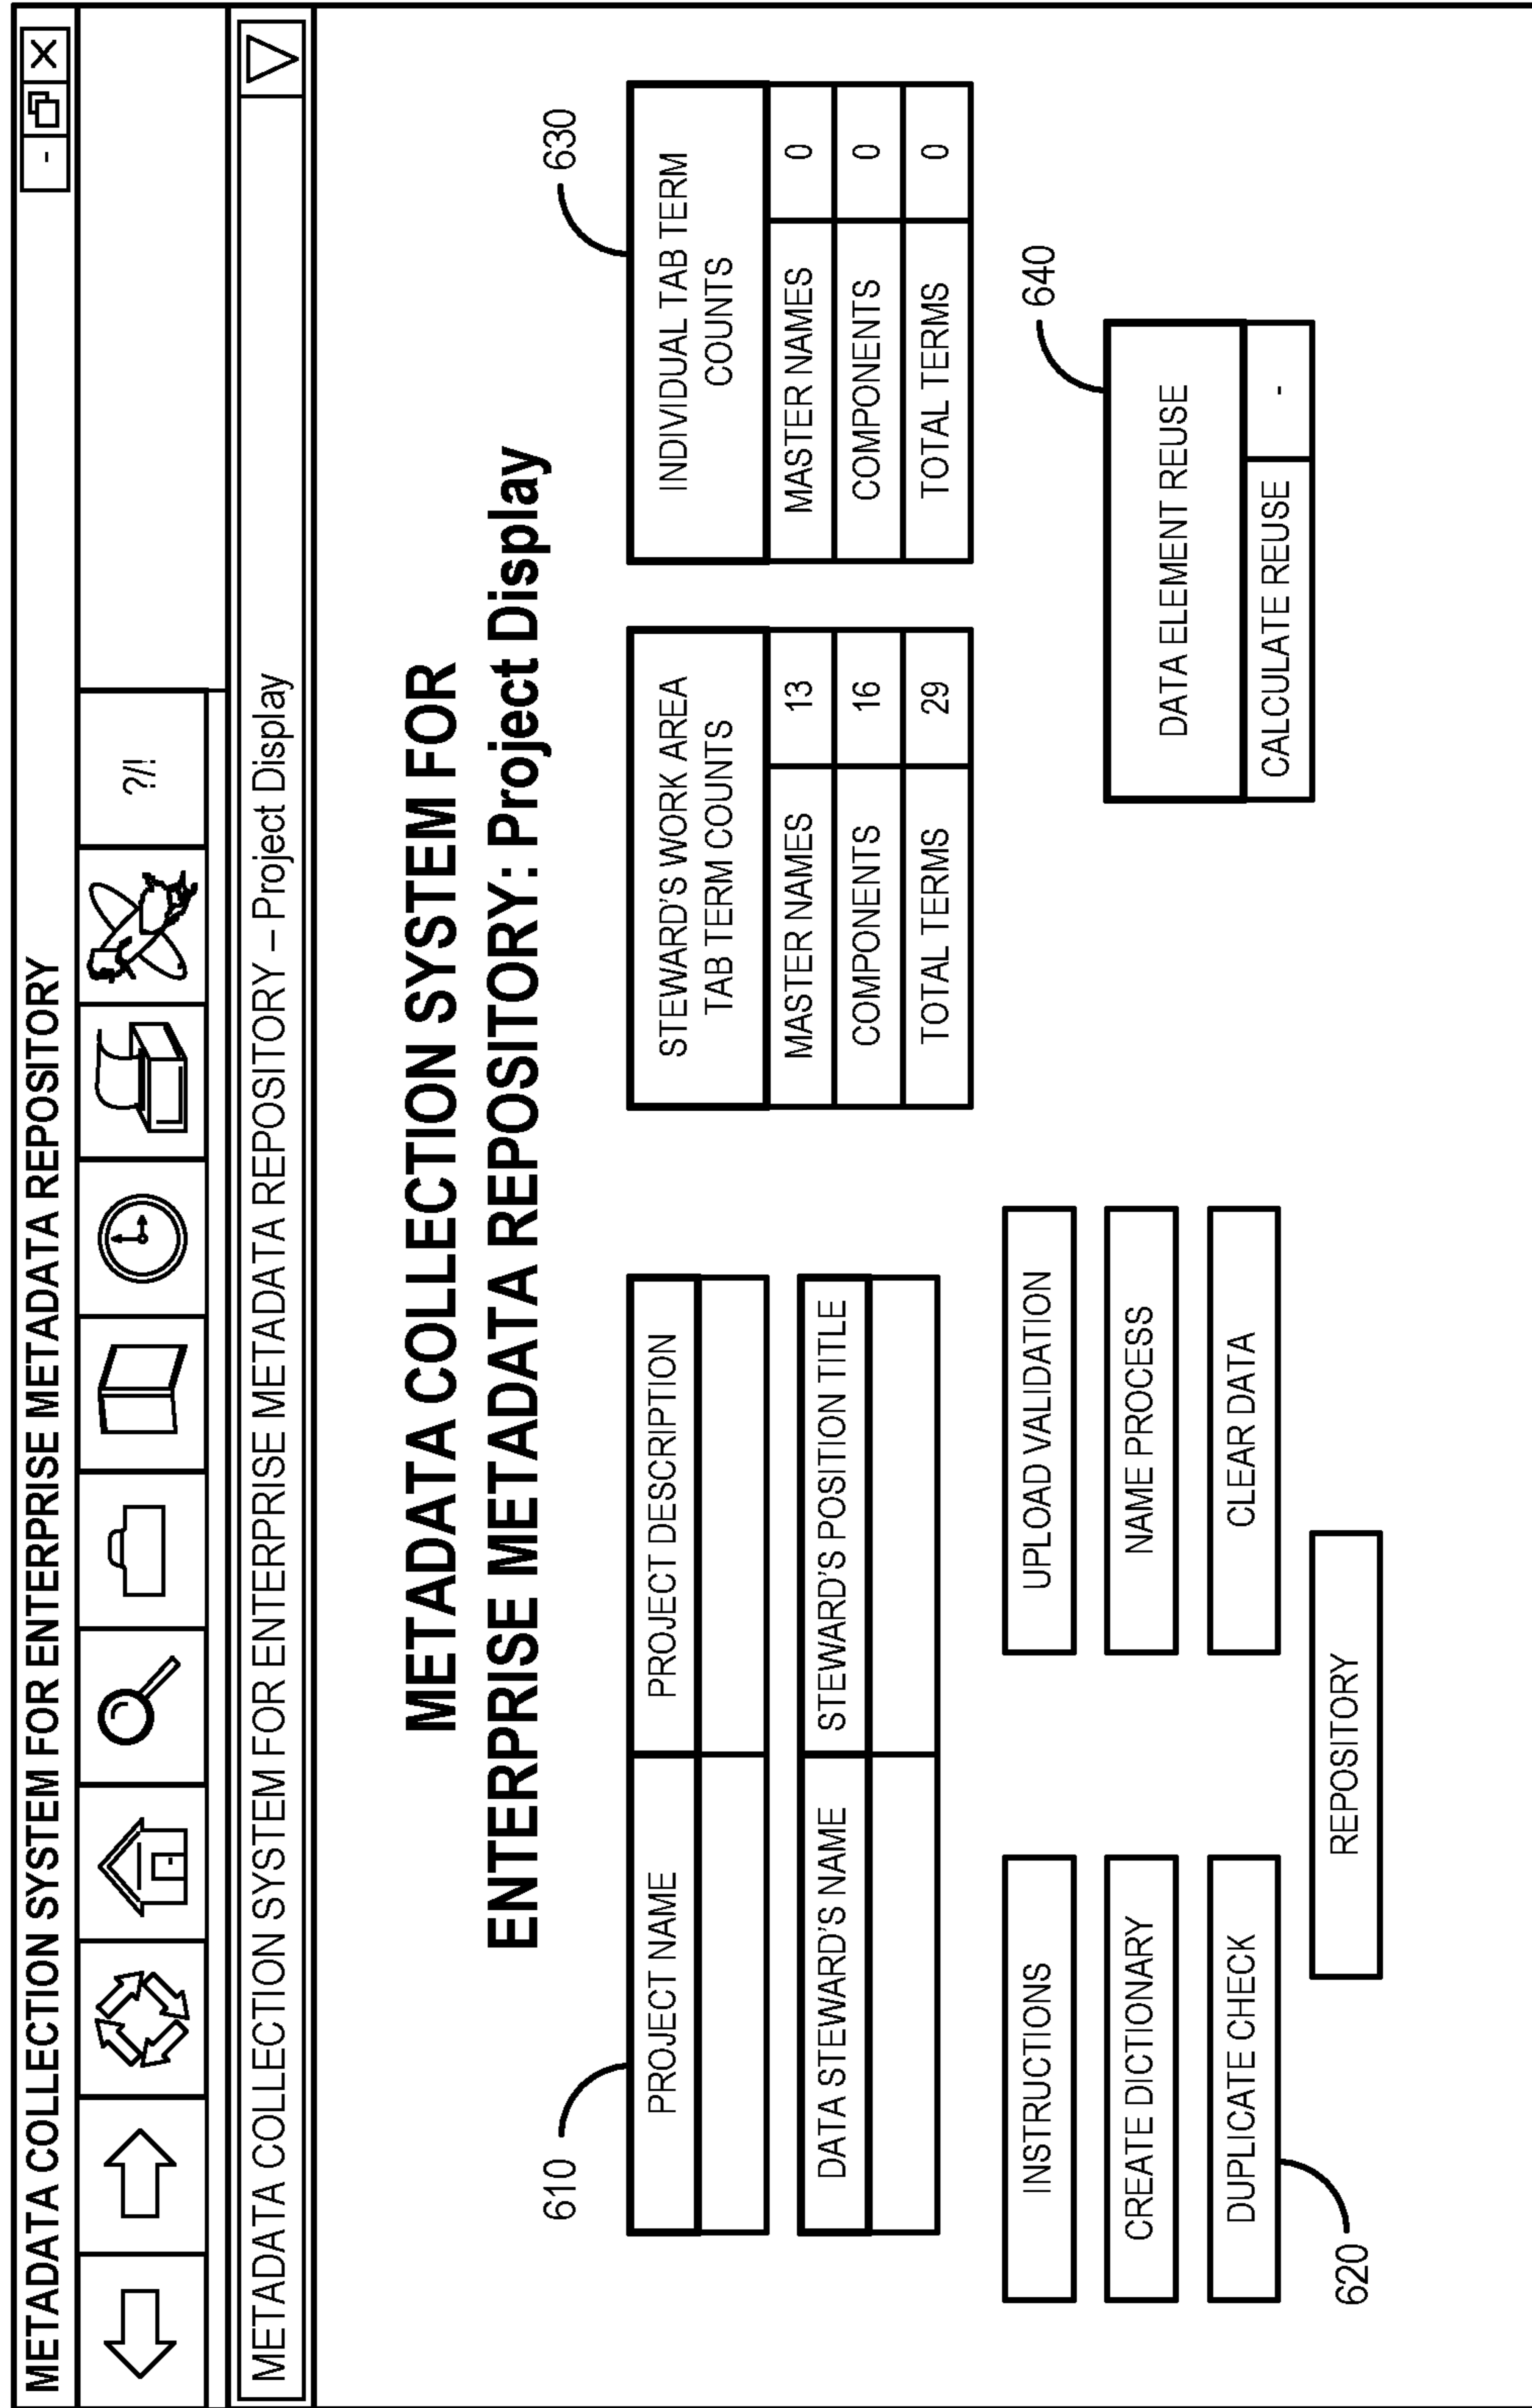 METADATA COLLECTION SYSTEM FOR ENTERPRISE METADATA REPOSITORY
- X
?/!
METADATA COLLECTION SYSTEM FOR ENTERPRISE METADATA REPOSITORY – Project Display
METADATA COLLECTION SYSTEM FOR
ENTERPRISE METADATA REPOSITORY: Project Display
610
PROJECT NAME PROJECT DESCRIPTION
DATA STEWARD'S NAME STEWARD'S POSITION TITLE
STEWARD'S WORK AREA
TAB TERM COUNTS
MASTER NAMES 13
COMPONENTS 16
TOTAL TERMS 29
630
INDIVIDUAL TAB TERM
COUNTS
MASTER NAMES 0
COMPONENTS 0
TOTAL TERMS 0
INSTRUCTIONS
UPLOAD VALIDATION
CREATE DICTIONARY
NAME PROCESS
DUPLICATE CHECK
CLEAR DATA
620
REPOSITORY
640
DATA ELEMENT REUSE
CALCULATE REUSE -